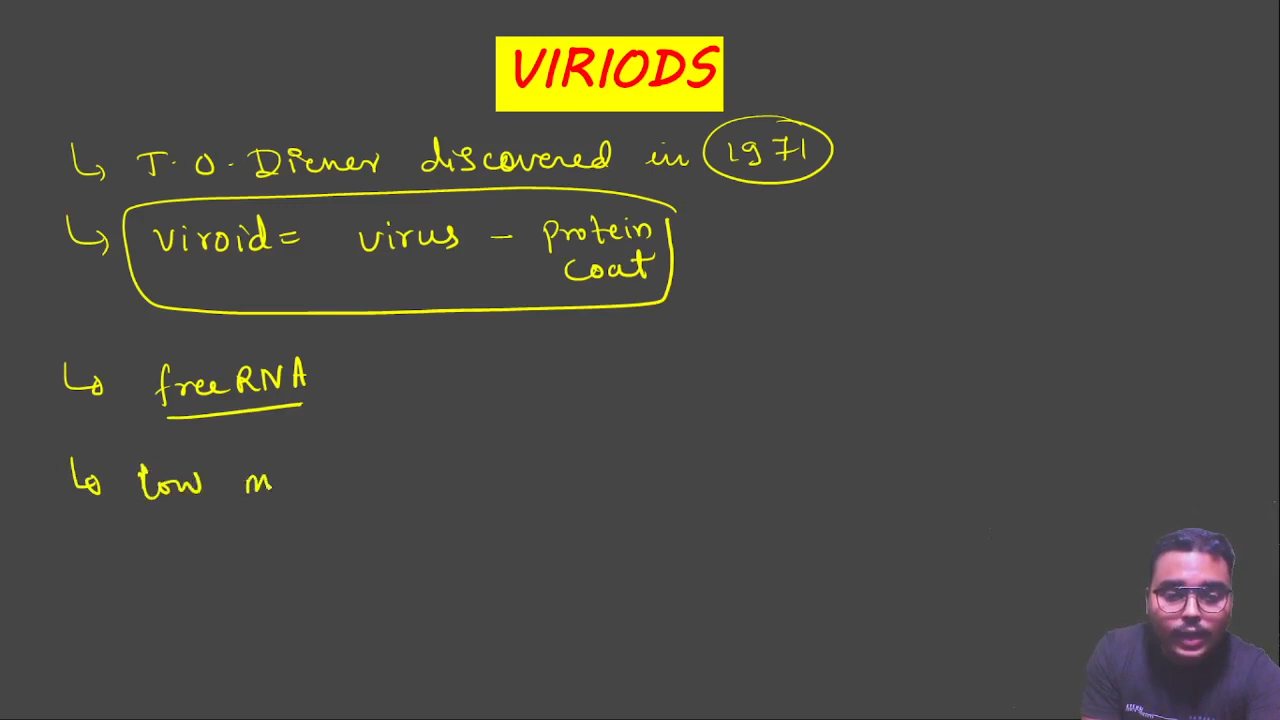 VIRIODS
↳ T.O. Diener discovered in 1971
↳ viroid = virus - protein
coat
↳ free RNA
↳ low m